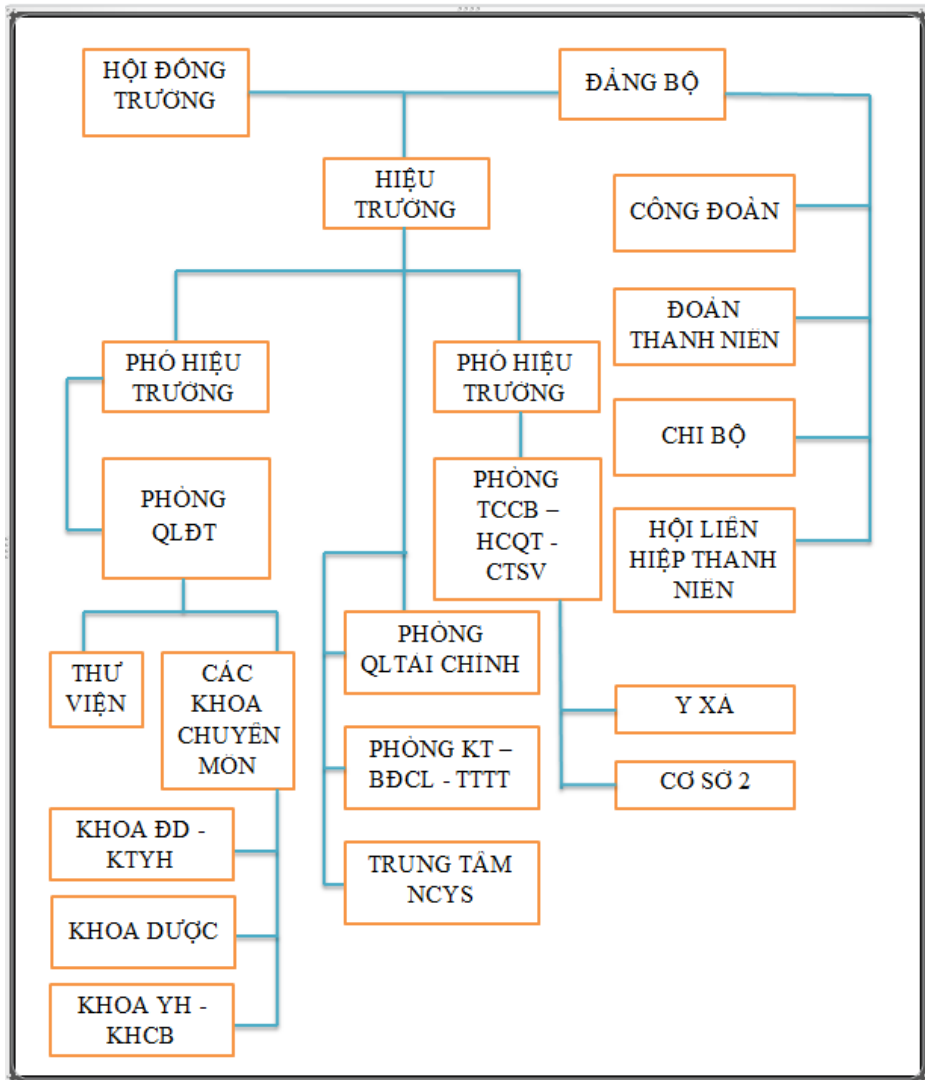 HỘI ĐỒNG
TRƯỜNG
ĐẢNG BỘ
HIỆU
TRƯỞNG
CÔNG ĐOÀN
ĐOÀN
THANH NIÊN
PHÓ HIỆU
TRƯỞNG
PHÓ HIỆU
TRƯỞNG
CHI BỘ
PHÒNG
QLĐT
PHÒNG
TCCB –
HCQT -
CTSV
HỘI LIÊN
HIỆP THANH
NIÊN
THƯ
VIỆN
CÁC
KHOA
CHUYÊN
MÔN
PHÒNG
QLTÀI CHÍNH
Y XÁ
PHÒNG KT –
BĐCL - TTTT
CƠ SỞ 2
KHOA ĐD -
KTYH
TRUNG TÂM
NCYS
KHOA DƯỢC
KHOA YH -
KHCB